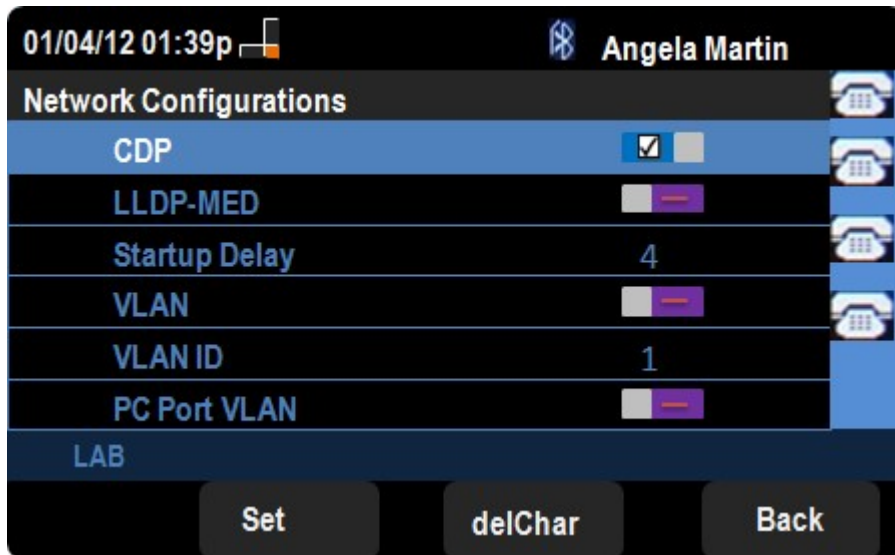 01/04/12 01:39p Angela Martin
Network Configurations
CDP
LLDP-MED
Startup Delay 4
VLAN
VLAN ID 1
PC Port VLAN
LAB
Set delChar Back